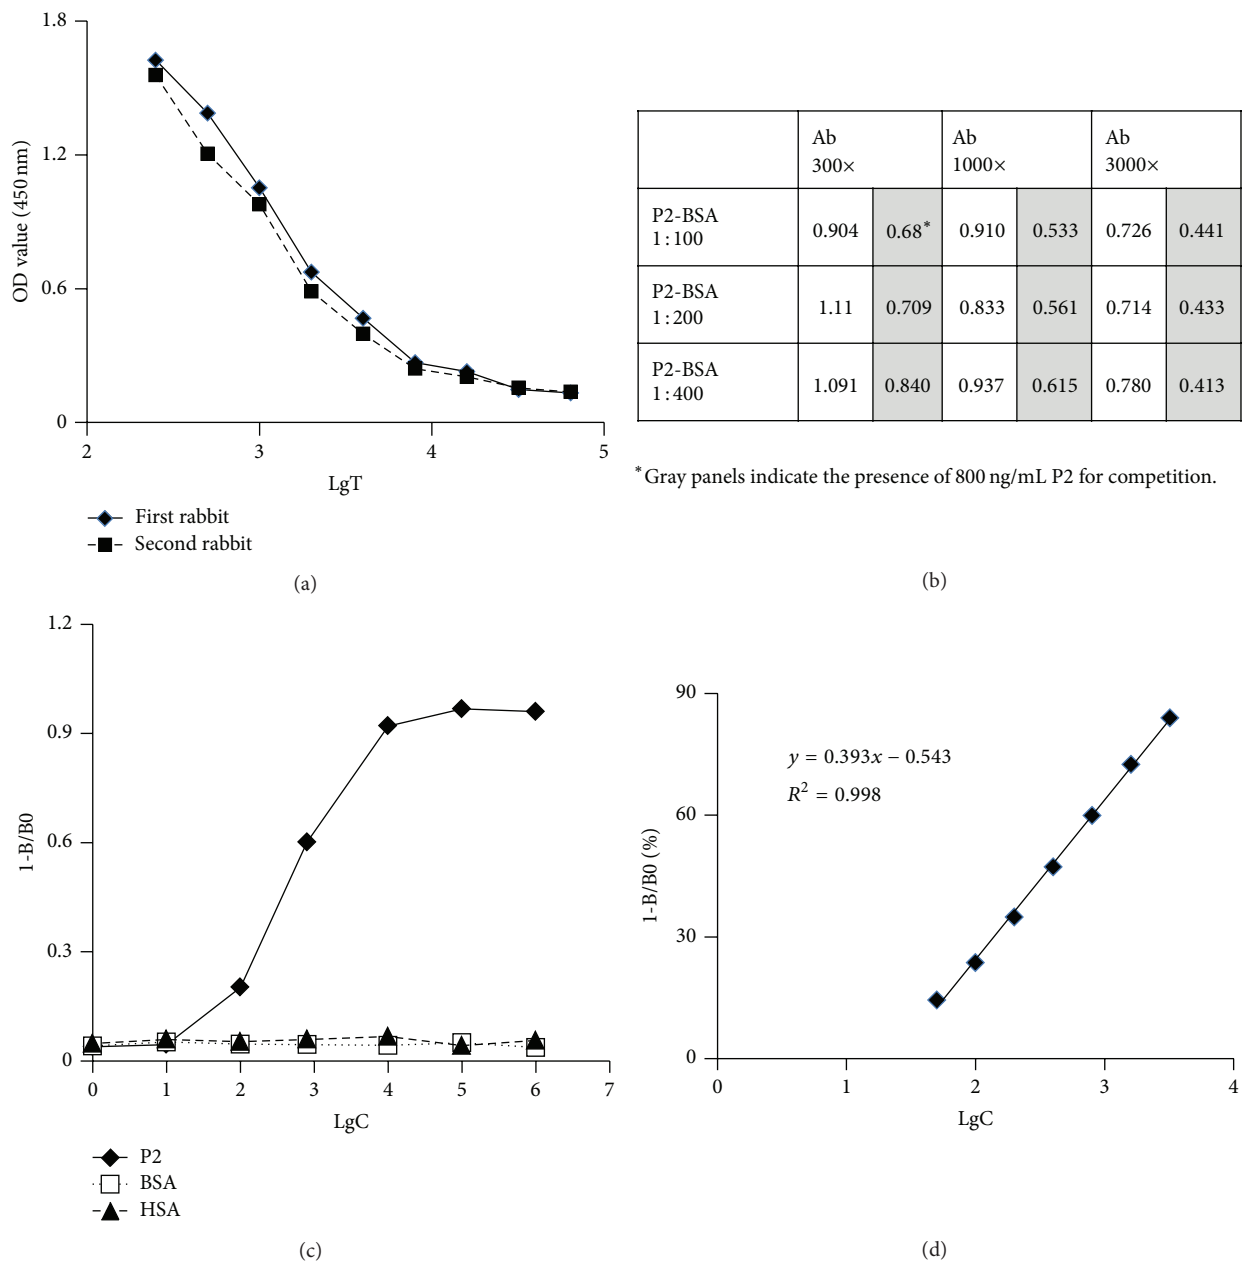 1.8
1.2
0.6
0
OD value (450 nm)
2
3
4
5
LgT
First rabbit
Second rabbit
(a)
Ab
300×
Ab
1000×
Ab
3000×
P2-BSA
1:100
0.904 0.68* 0.910 0.533 0.726 0.441
P2-BSA
1:200
1.11 0.709 0.833 0.561 0.714 0.433
P2-BSA
1:400
1.091 0.840 0.937 0.615 0.780 0.413
*Gray panels indicate the presence of 800 ng/mL P2 for competition.
(b)
1.2
0.9
0.6
0.3
0
1-B/B0
0
1
2
3
4
5
6
7
LgC
P2
BSA
HSA
(c)
90
60
30
0
1-B/B0 (%)
y = 0.393x − 0.543
R² = 0.998
0
1
2
3
4
LgC
(d)